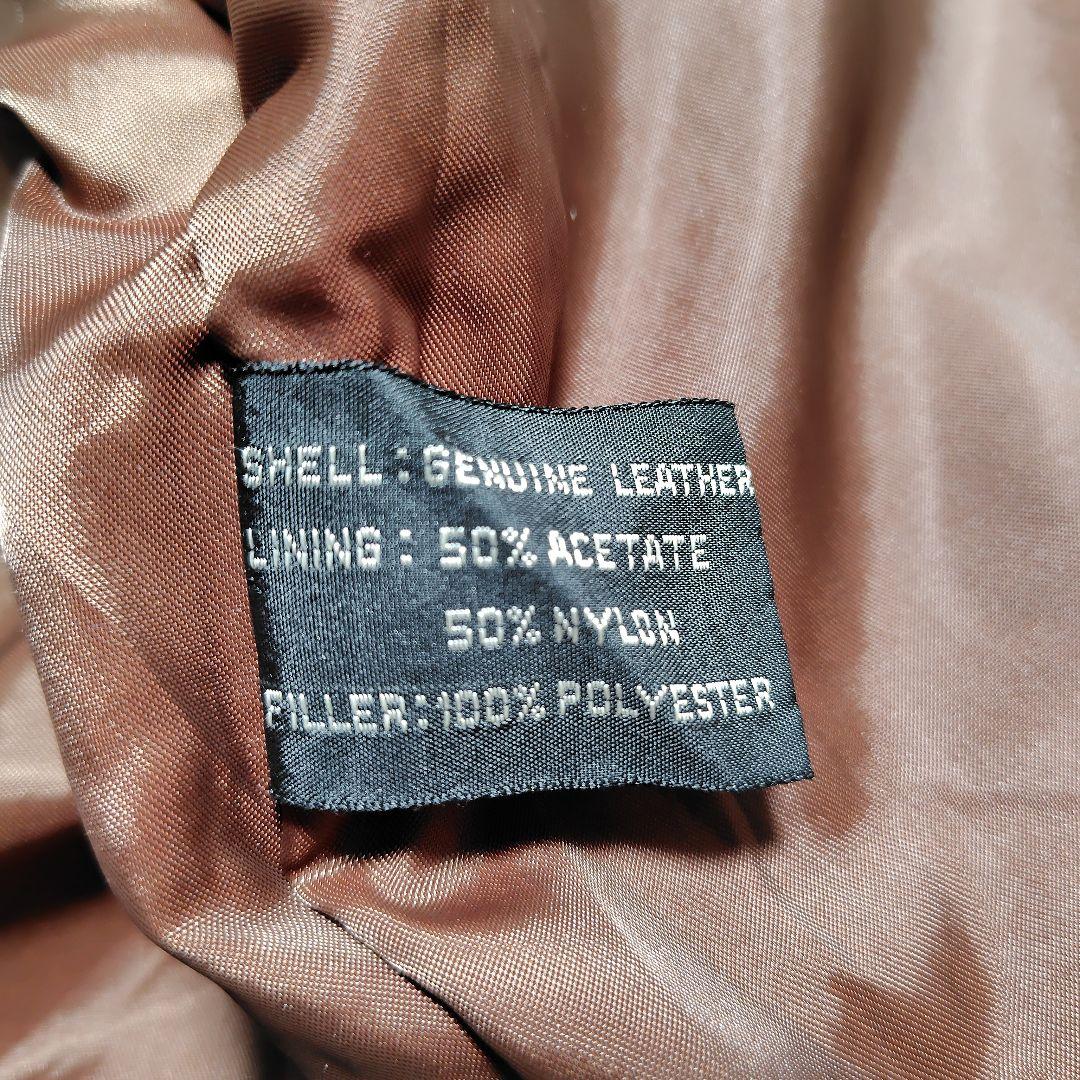 SHELL: GENUINE LEATHER
LINING: 50% ACETATE
50% NYLON
FILLER: 100% POLYESTER